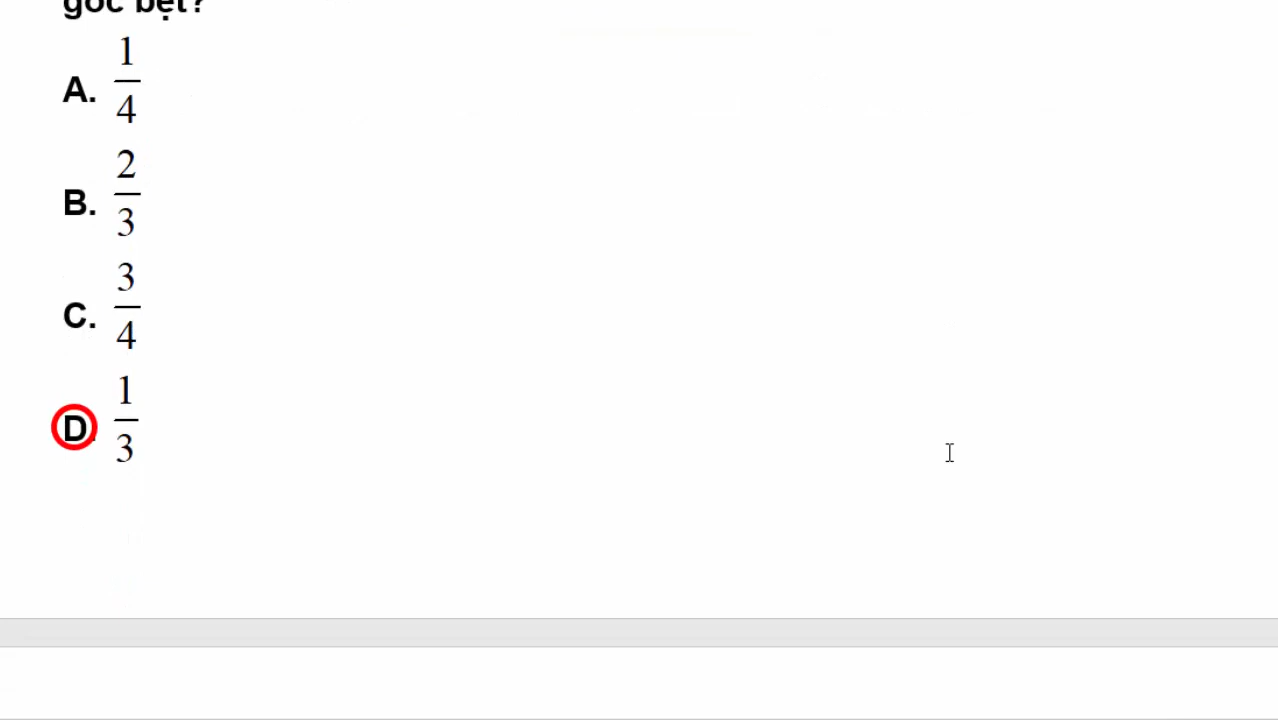 góc bẹt?
A. 1/4
B. 2/3
C. 3/4
D. 1/3